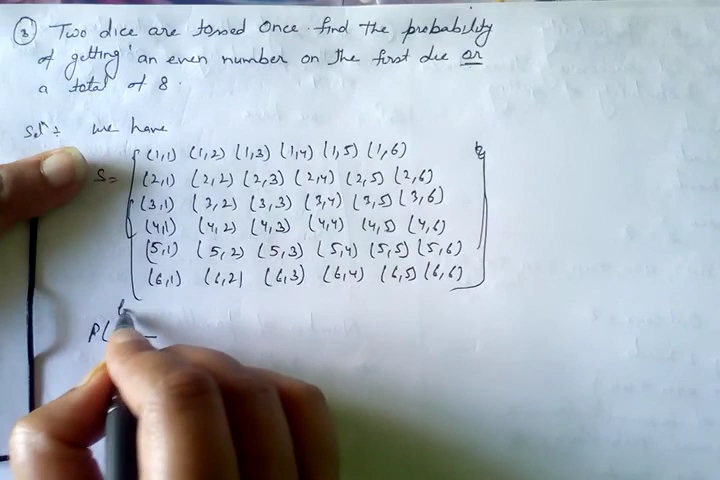 ③ Two dice are tossed once. find the probability
of getting an even number on the first die or
a total of 8.
Solⁿ : we have
(1,1) (1,2) (1,3) (1,4) (1,5) (1,6)
S= (2,1) (2,2) (2,3) (2,4) (2,5) (2,6)
(3,1) (3,2) (3,3) (3,4) (3,5) (3,6)
(4,1) (4,2) (4,3) (4,4) (4,5) (4,6)
(5,1) (5,2) (5,3) (5,4) (5,5) (5,6)
(6,1) (6,2) (6,3) (6,4) (6,5) (6,6)
P(